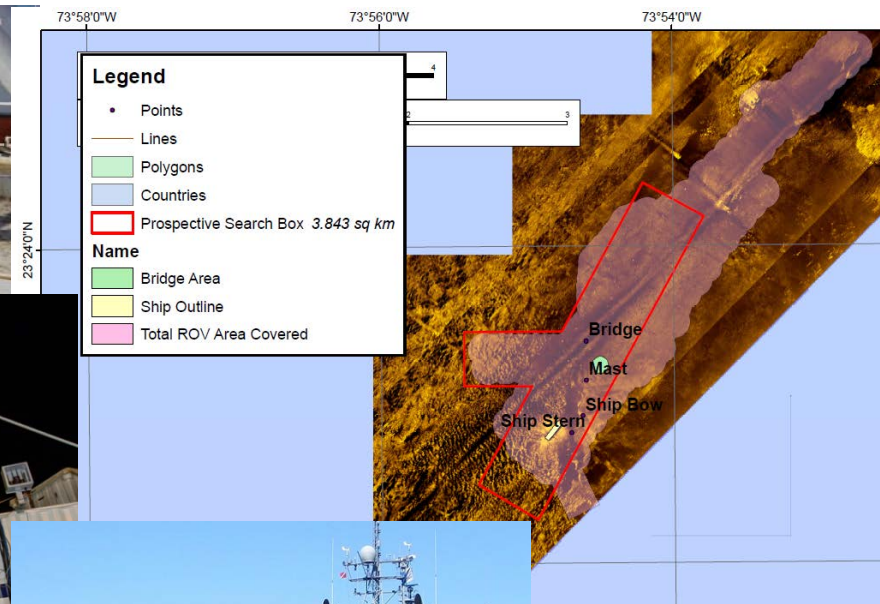 73°58'0"W
73°56'0"W
73°54'0"W
Legend
4
Points
2
3
Lines
Polygons
Countries
Prospective Search Box 3.843 sq km
23°24'0"N
Name
Bridge Area
Ship Outline
Total ROV Area Covered
Bridge
Mast
Ship Bow
Ship Stern